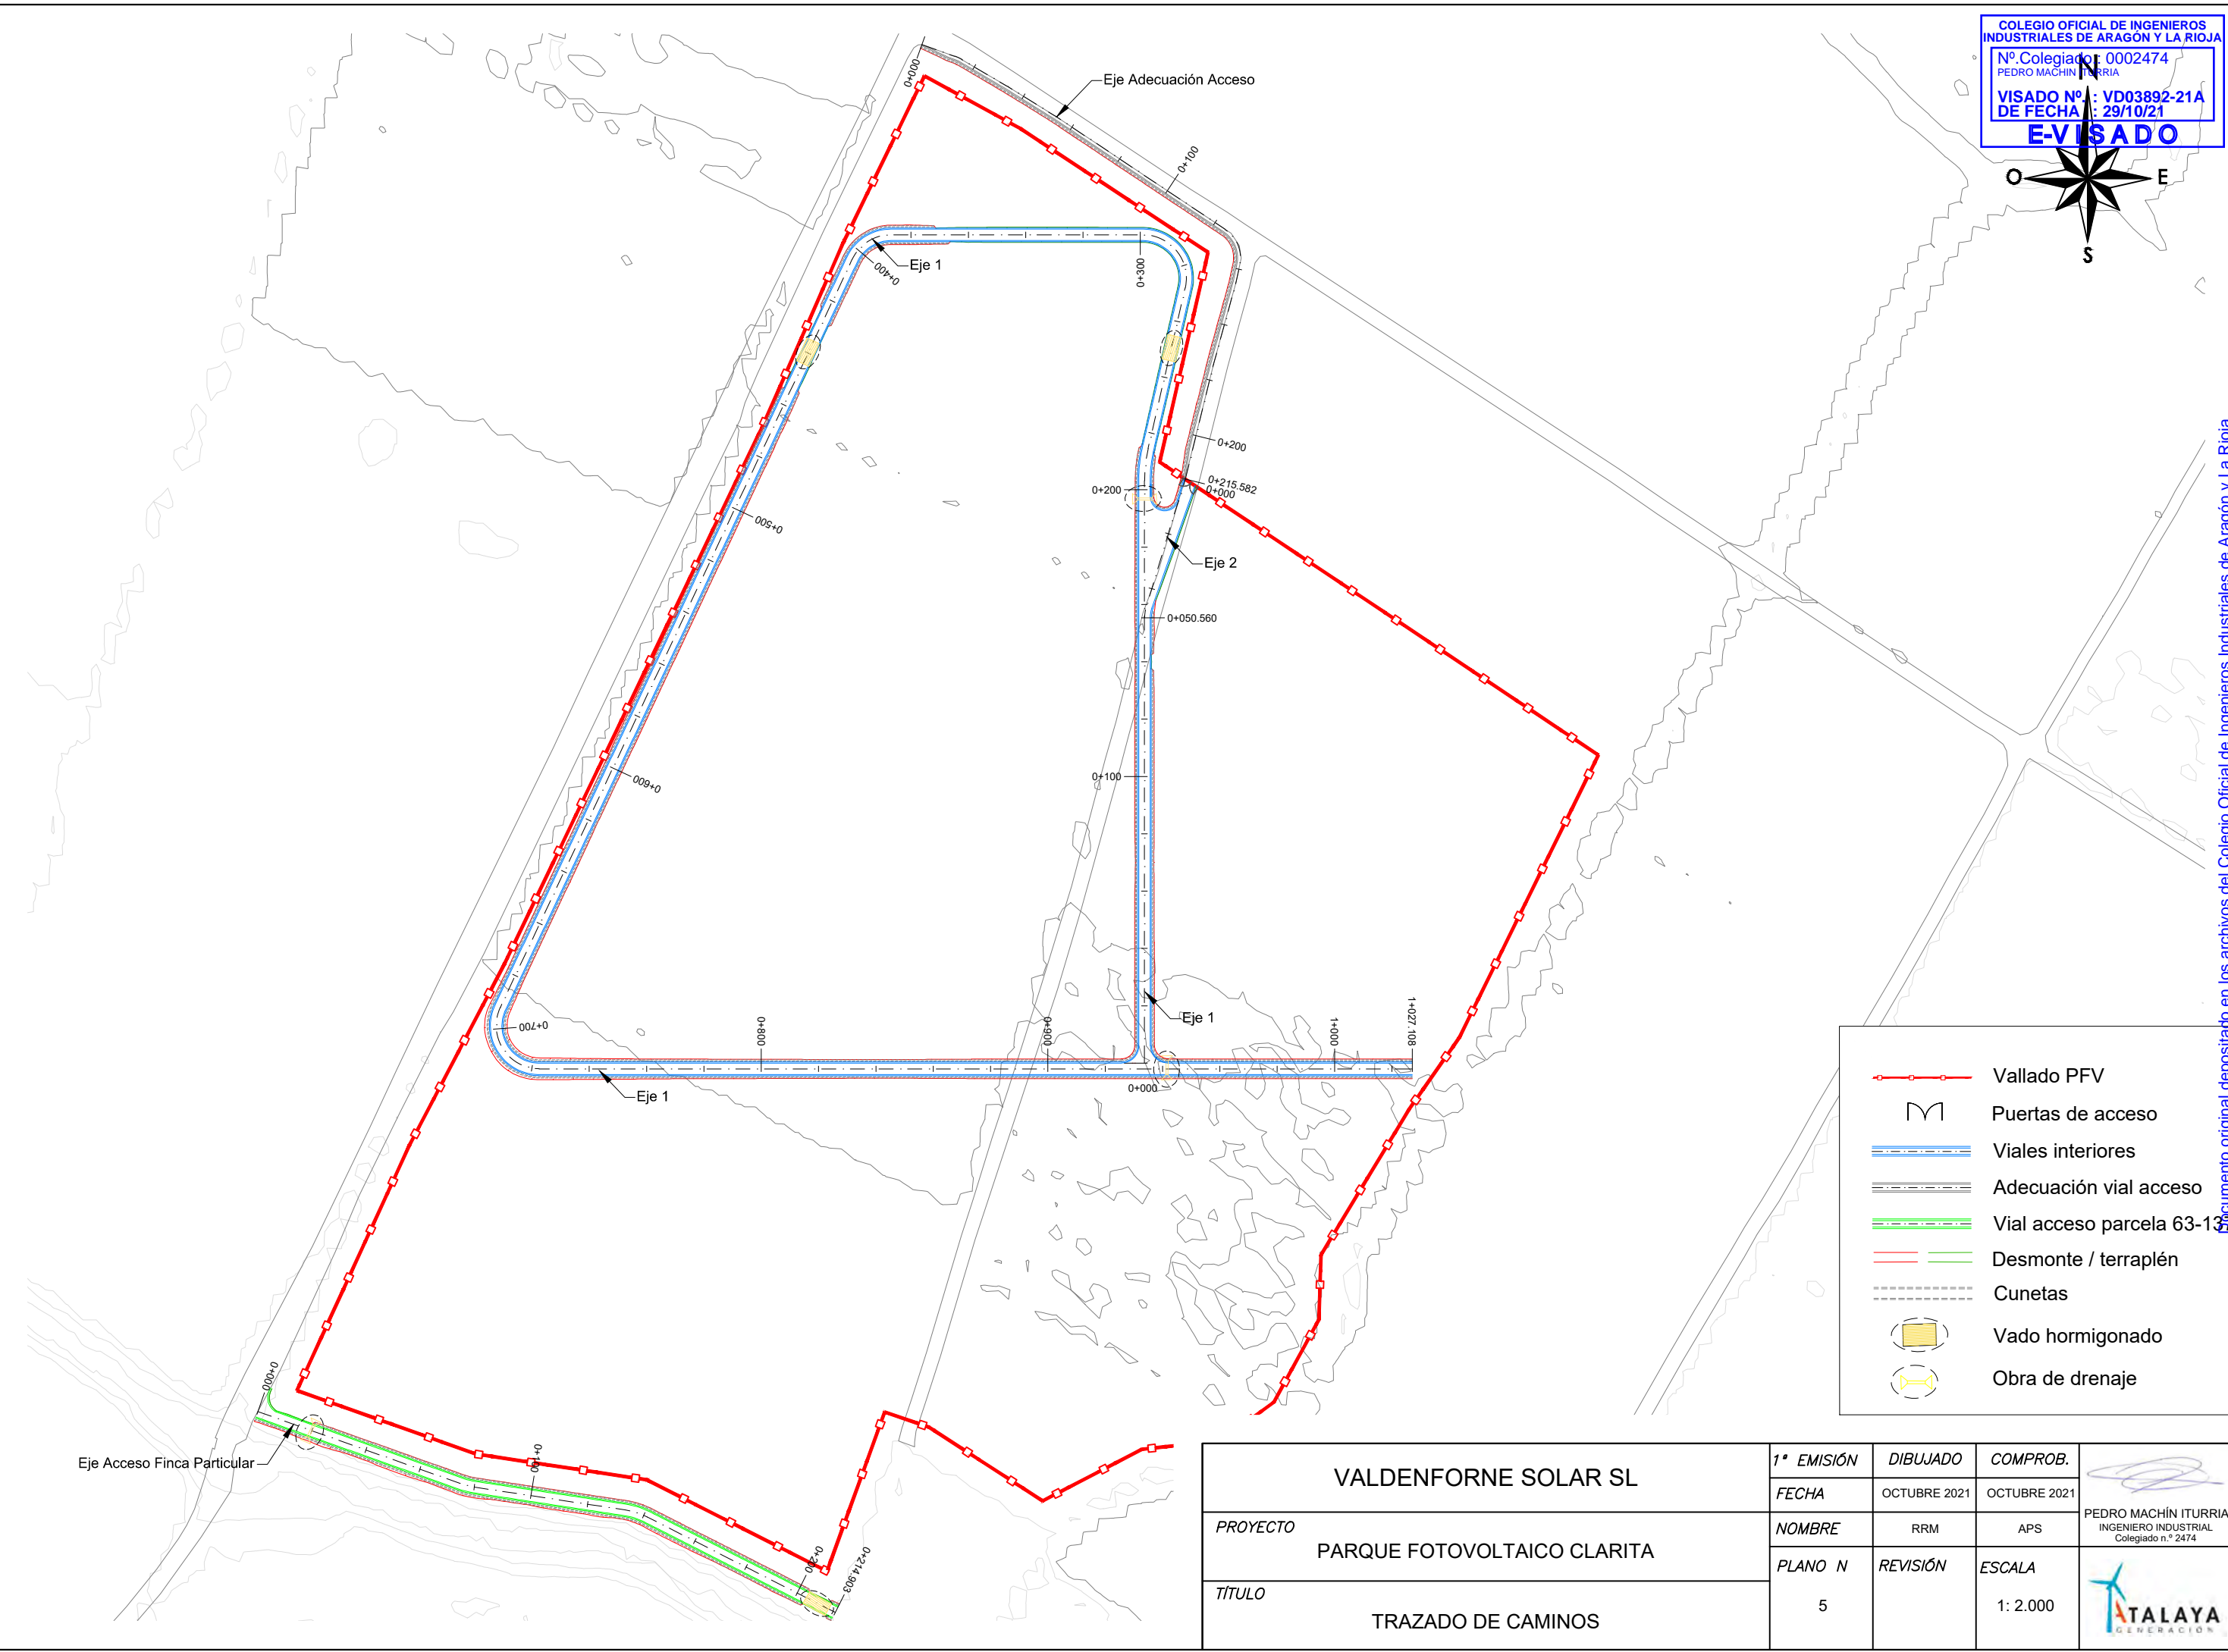 COLEGIO OFICIAL DE INGENIEROS
INDUSTRIALES DE ARAGÓN Y LA RIOJA
Nº.Colegiado.: 0002474
PEDRO MACHIN ITURRIA
VISADO Nº. : VD03892-21A
DE FECHA : 29/10/21
E-VISADO
N
O
E
S
Eje Adecuación Acceso
0+000
0+100
Eje 1
0+400
0+300
0+200
0+215.582
0+000
0+200
0+500
Eje 2
0+050.560
0+600
0+100
0+700
0+800
0+900
Eje 1
1+000
1+027.108
0+000
Eje 1
0+000
Eje Acceso Finca Particular
0+100
0+200
0+214.903
Vallado PFV
Puertas de acceso
Viales interiores
Adecuación vial acceso
Vial acceso parcela 63-13
Desmonte / terraplén
Cunetas
Vado hormigonado
Obra de drenaje
Documento original depositado en los archivos del Colegio Oficial de Ingenieros Industriales de Aragón y La Rioja
VALDENFORNE SOLAR SL
PROYECTO
PARQUE FOTOVOLTAICO CLARITA
TÍTULO
TRAZADO DE CAMINOS
1ª EMISIÓN
DIBUJADO
COMPROB.
FECHA
OCTUBRE 2021
OCTUBRE 2021
NOMBRE
RRM
APS
PLANO N
REVISIÓN
ESCALA
5
1: 2.000
PEDRO MACHÍN ITURRIA
INGENIERO INDUSTRIAL
Colegiado n.º 2474
ATALAYA
GENERACIÓN